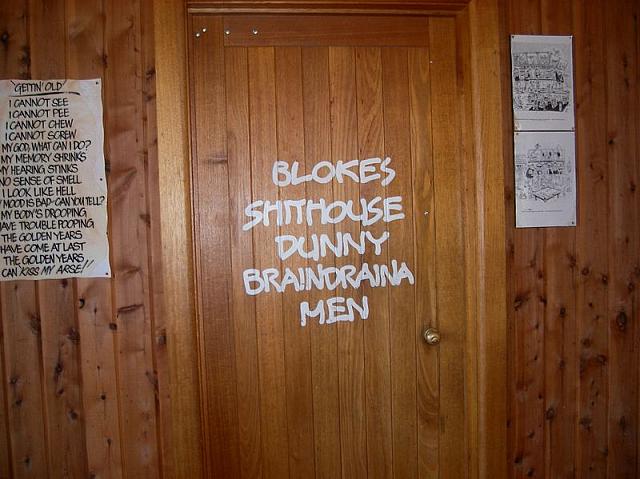 "GETTIN' OLD"
I CANNOT SEE
I CANNOT PEE
I CANNOT CHEW
I CANNOT SCREW
MY GOD, WHAT CAN I DO?
MY MEMORY SHRINKS
MY HEARING STINKS
NO SENSE OF SMELL
I LOOK LIKE HELL
MOOD IS BAD-CAN YOU TELL?
MY BODY'S DROOPING
HAVE TROUBLE POOPING
THE GOLDEN YEARS
HAVE COME AT LAST
THE GOLDEN YEARS
CAN KISS MY ARSE!!
BLOKES
SHITHOUSE
DUNNY
BRAINDRAINA
MEN